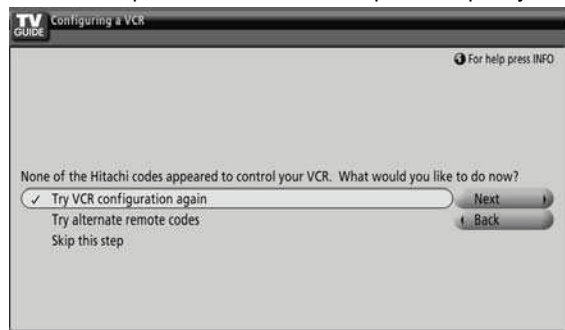 TV
GUIDE
Configuring a VCR
For help press INFO
None of the Hitachi codes appeared to control your VCR. What would you like to do now?
✓ Try VCR configuration again
Next
Try alternate remote codes
Back
Skip this step